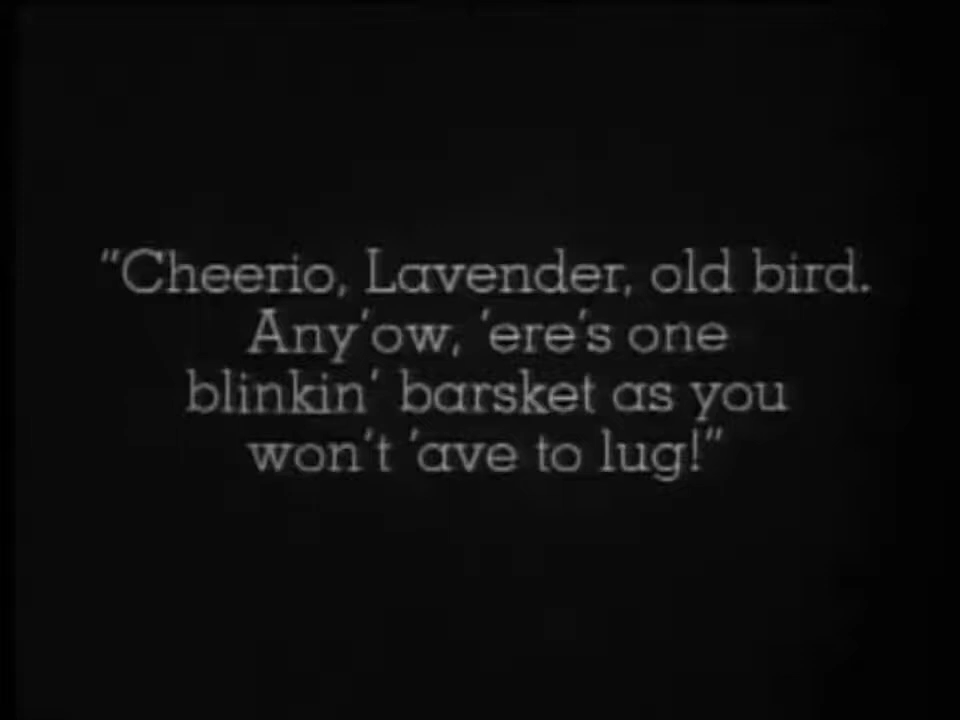 "Cheerio, Lavender, old bird.
Any'ow, 'ere's one
blinkin' barsket as you
won't 'ave to lug!"